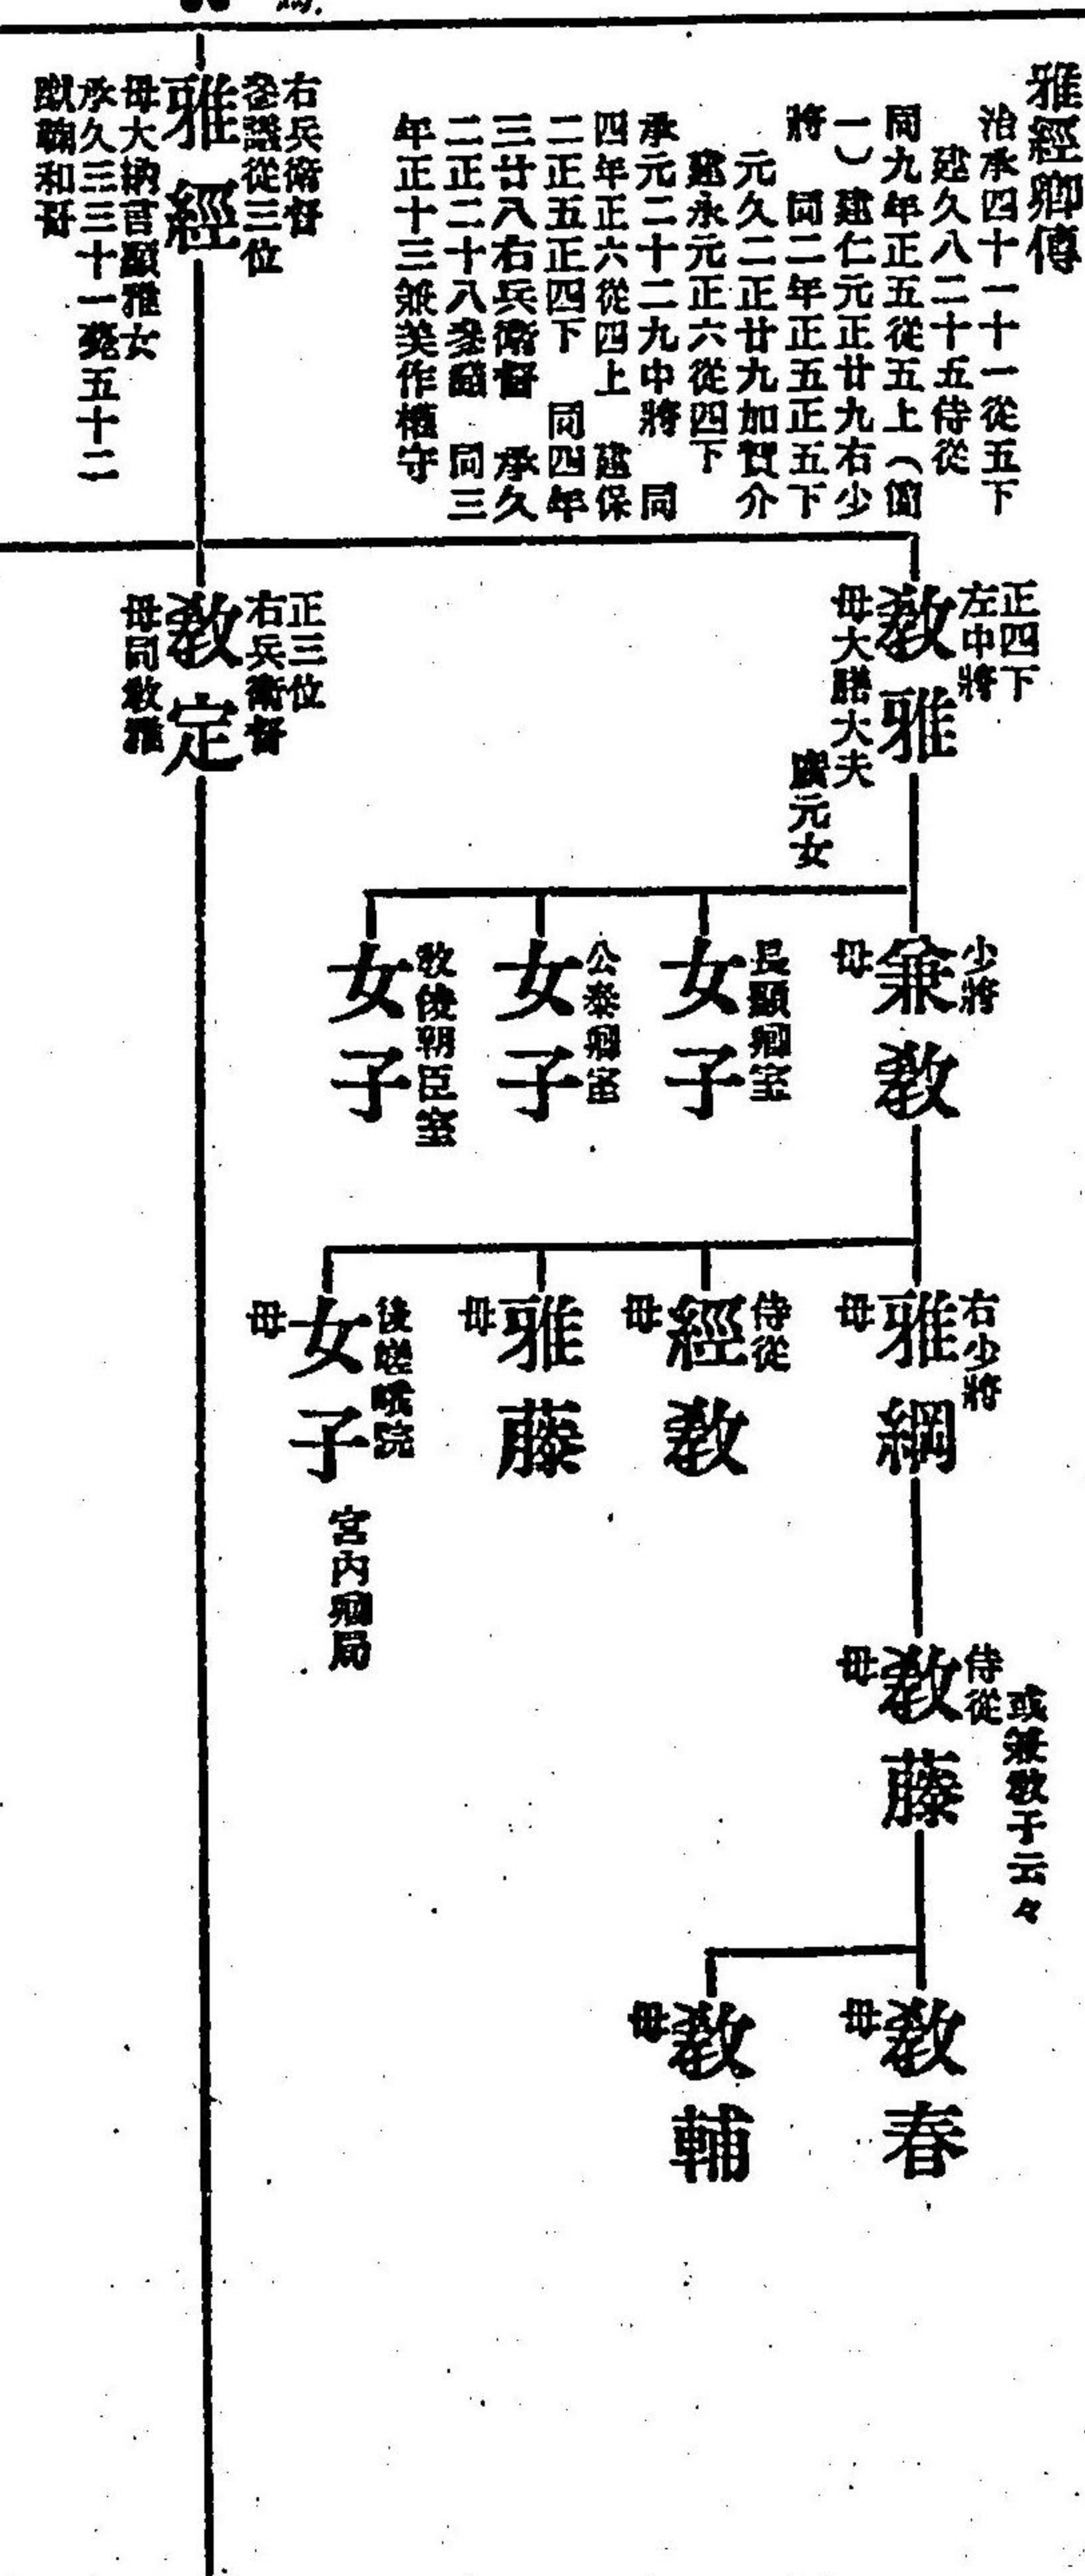 雅經卿傳
治承四十一十一從五下
建久八二十五侍從
同九年正五從五上（簡
一）建仁元正廿九右少
將　同二年正五正五下
元久二正廿九加賀介
建永元正六從四下
承元二十二九中將　同
四年正六從四上　建保
二正五正四下　同四年
三廿八右兵衛督　承久
二正二十八參議　同三
年正十三兼美作權守
右兵衛督
參議從三位
雅經
母大納言顯雅女
承久三三十一薨五十二
蹴鞠和哥
正四下
左中將
教雅
母大膳大夫
廣元女
正三位
右兵衛督
教定
母同教雅
少將
兼教
母
長顯卿室
女子
公泰卿室
女子
教俊朝臣室
女子
右少將
雅綱
母
侍從
經教
母
雅藤
母
後嵯峨院
宮內卿局
女子
母
或兼教子云々
侍從
教藤
母
教春
母
教輔
母